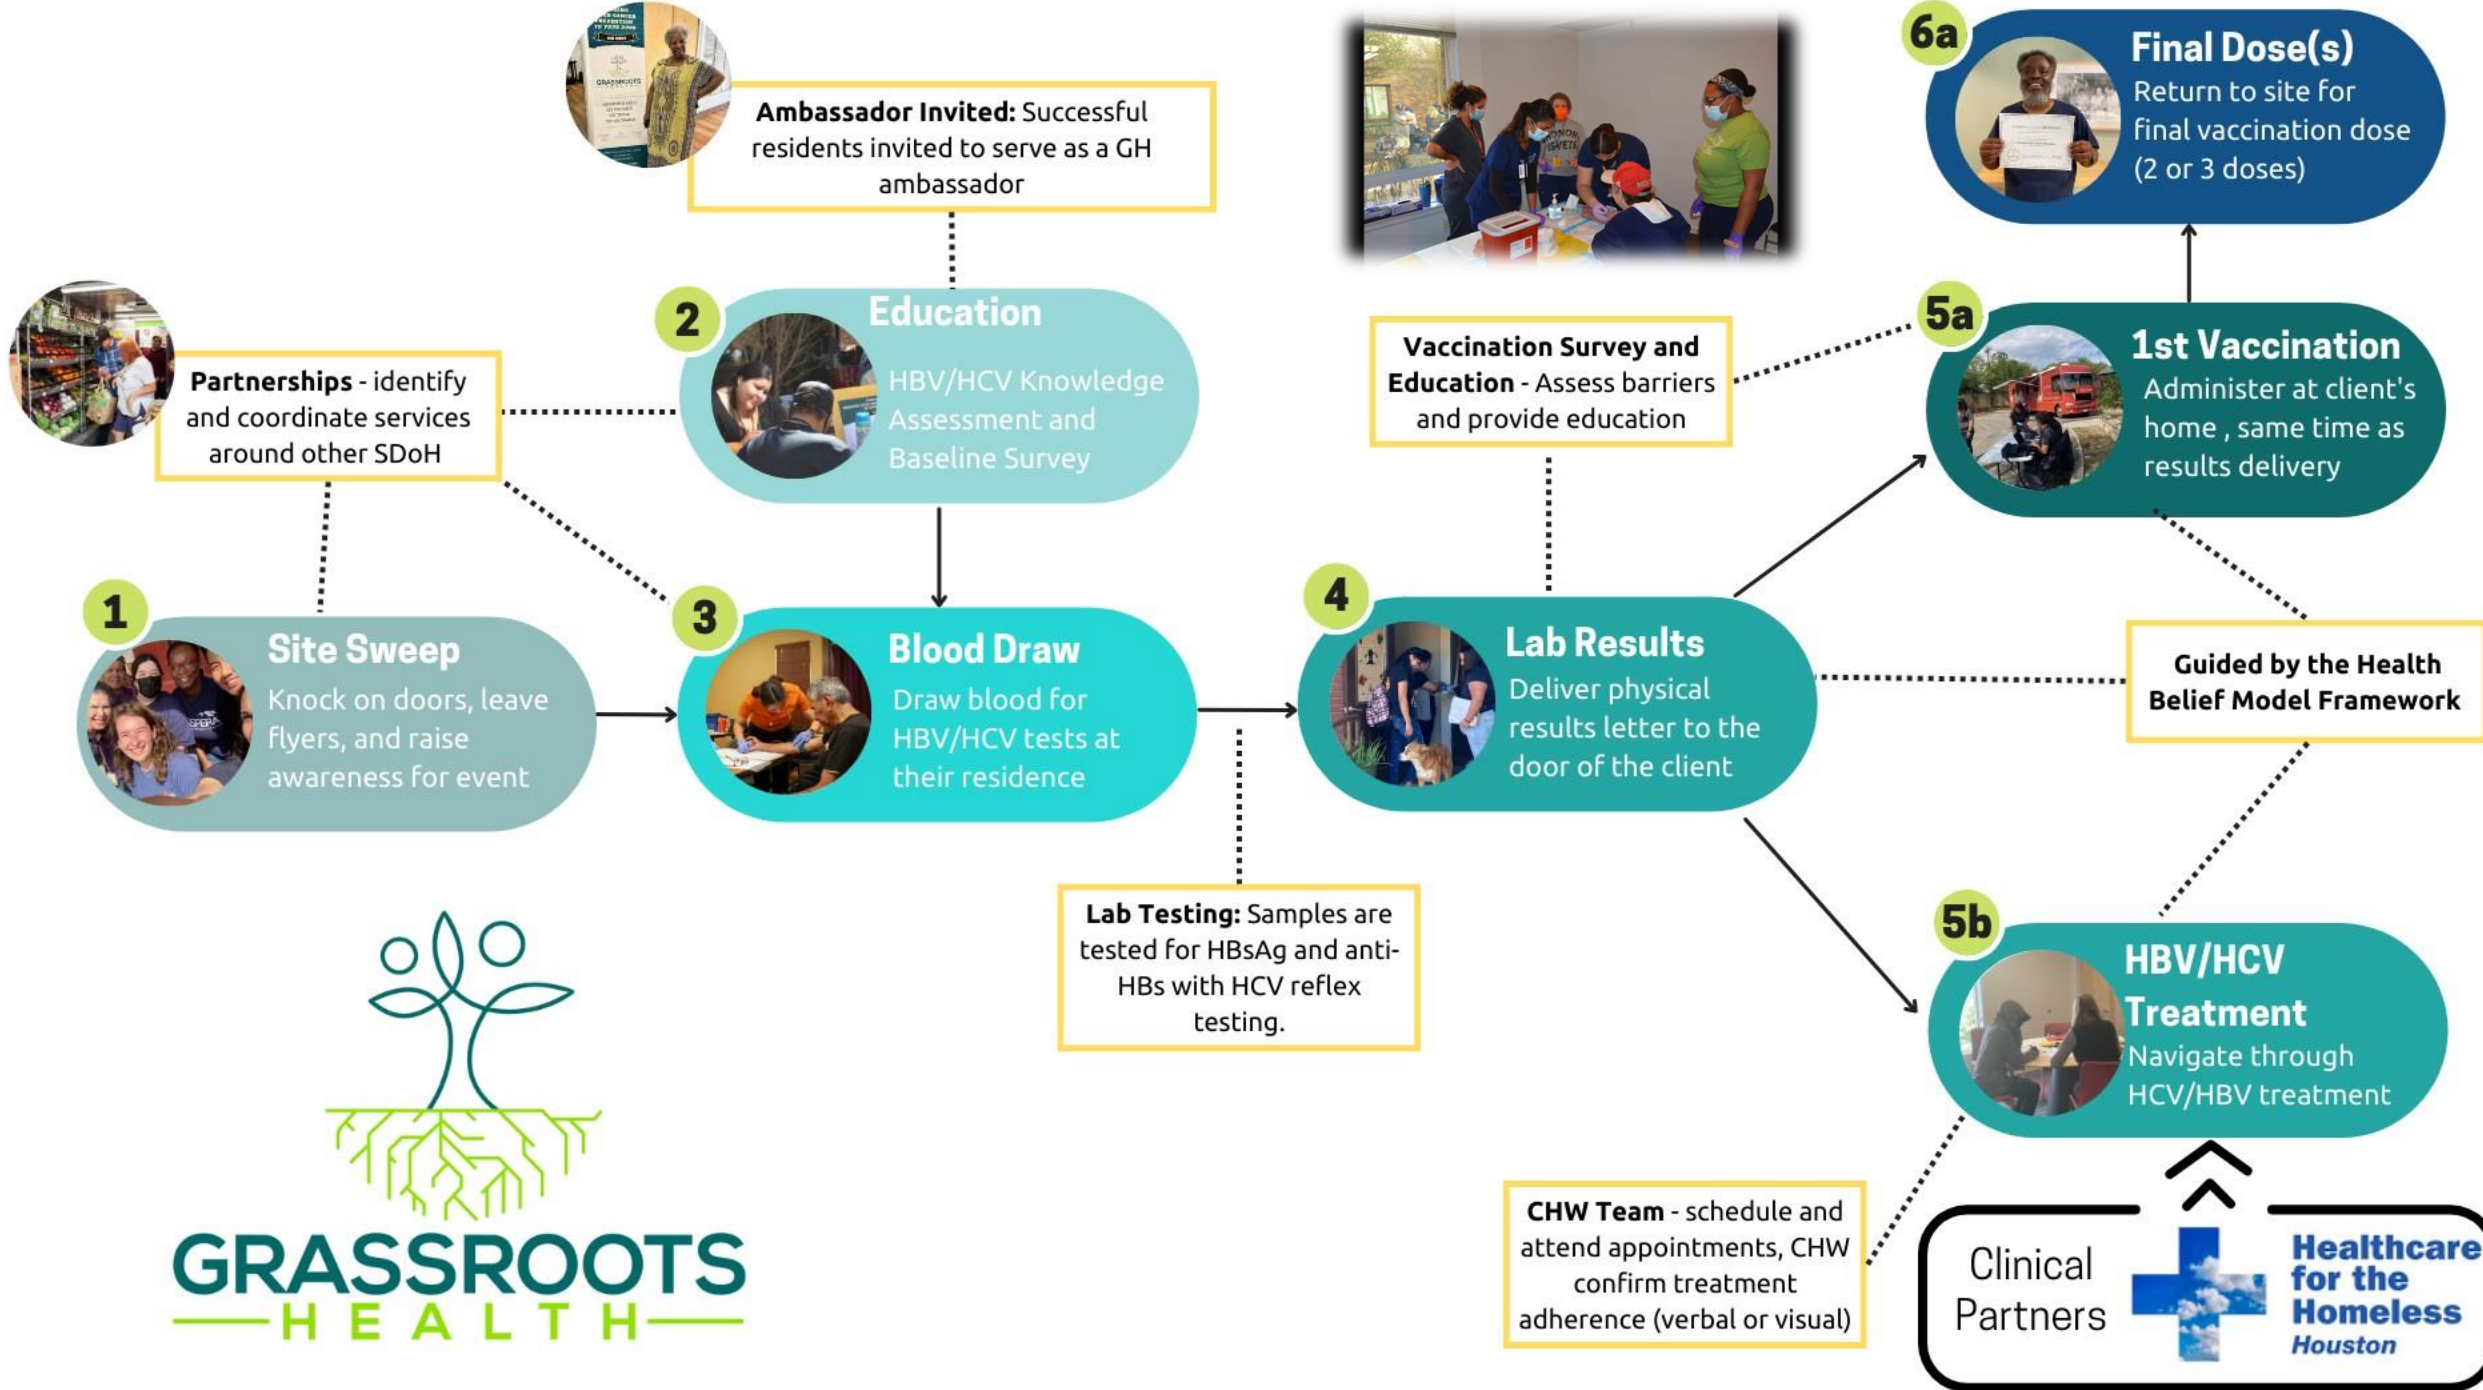 GRASSROOTS
Ambassador Invited: Successful
residents invited to serve as a GH
ambassador
6a
Final Dose(s)
Return to site for
final vaccination dose
(2 or 3 doses)
2
Education
HBV/HCV Knowledge
Assessment and
Baseline Survey
Partnerships - identify
and coordinate services
around other SDoH
Vaccination Survey and
Education - Assess barriers
and provide education
5a
1st Vaccination
Administer at client's
home , same time as
results delivery
1
Site Sweep
Knock on doors, leave
flyers, and raise
awareness for event
3
Blood Draw
Draw blood for
HBV/HCV tests at
their residence
4
Lab Results
Deliver physical
results letter to the
door of the client
Guided by the Health
Belief Model Framework
Lab Testing: Samples are
tested for HBsAg and anti-
HBs with HCV reflex
testing.
5b
HBV/HCV
Treatment
Navigate through
HCV/HBV treatment
CHW Team - schedule and
attend appointments, CHW
confirm treatment
adherence (verbal or visual)
GRASSROOTS
HEALTH
Clinical
Partners
Healthcare
for the
Homeless
Houston